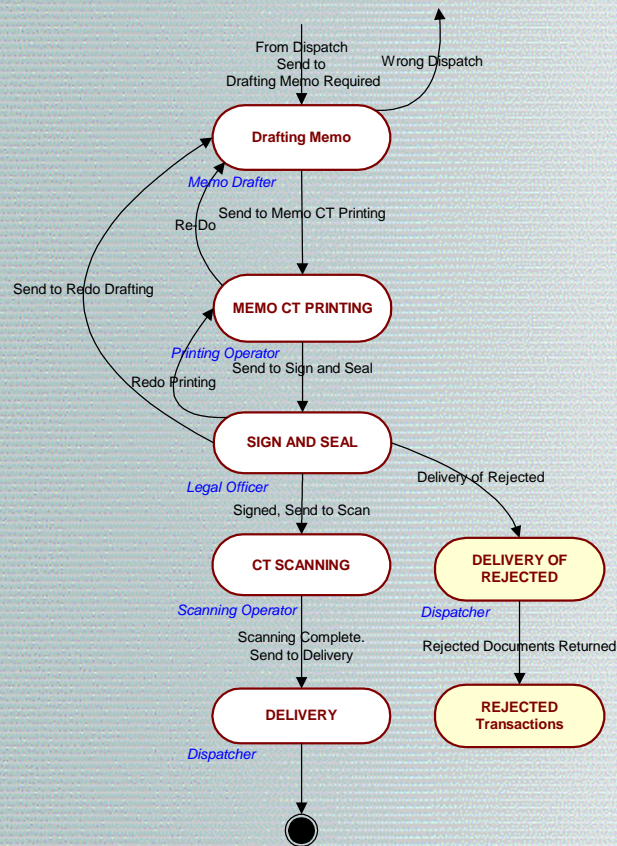 From Dispatch
Send to
Drafting Memo Required
Wrong Dispatch
Drafting Memo
Memo Drafter
Send to Memo CT Printing
Re-Do
Send to Redo Drafting
MEMO CT PRINTING
Printing Operator
Send to Sign and Seal
Redo Printing
SIGN AND SEAL
Legal Officer
Delivery of Rejected
Signed, Send to Scan
CT SCANNING
DELIVERY OF
REJECTED
Scanning Operator
Dispatcher
Scanning Complete.
Send to Delivery
Rejected Documents Returned
DELIVERY
REJECTED
Transactions
Dispatcher